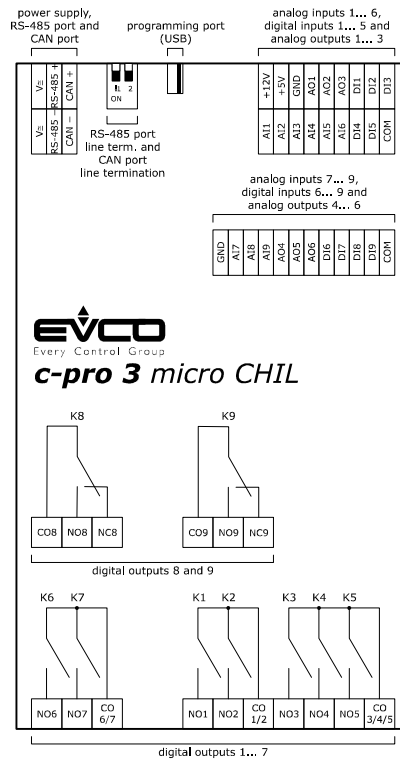 power supply,
RS-485 port and
CAN port
programming port
(USB)
analog inputs 1... 6,
digital inputs 1... 5 and
analog outputs 1... 3
V≂ RS-485 + CAN +
V≂ RS-485 − CAN −
1 2
ON
+12V +5V GND AO1 AO2 AO3 DI1 DI2 DI3
AI1 AI2 AI3 AI4 AI5 AI6 DI4 DI5 COM
RS-485 port
line term. and
CAN port
line termination
analog inputs 7... 9,
digital inputs 6... 9 and
analog outputs 4... 6
GND AI7 AI8 AI9 AO4 AO5 AO6 DI6 DI7 DI8 DI9 COM
EVCO
Every Control Group
c-pro 3 micro CHIL
K8 K9
CO8 NO8 NC8 CO9 NO9 NC9
digital outputs 8 and 9
K6 K7 K1 K2 K3 K4 K5
NO6 NO7 CO 6/7 NO1 NO2 CO 1/2 NO3 NO4 NO5 CO 3/4/5
digital outputs 1... 7